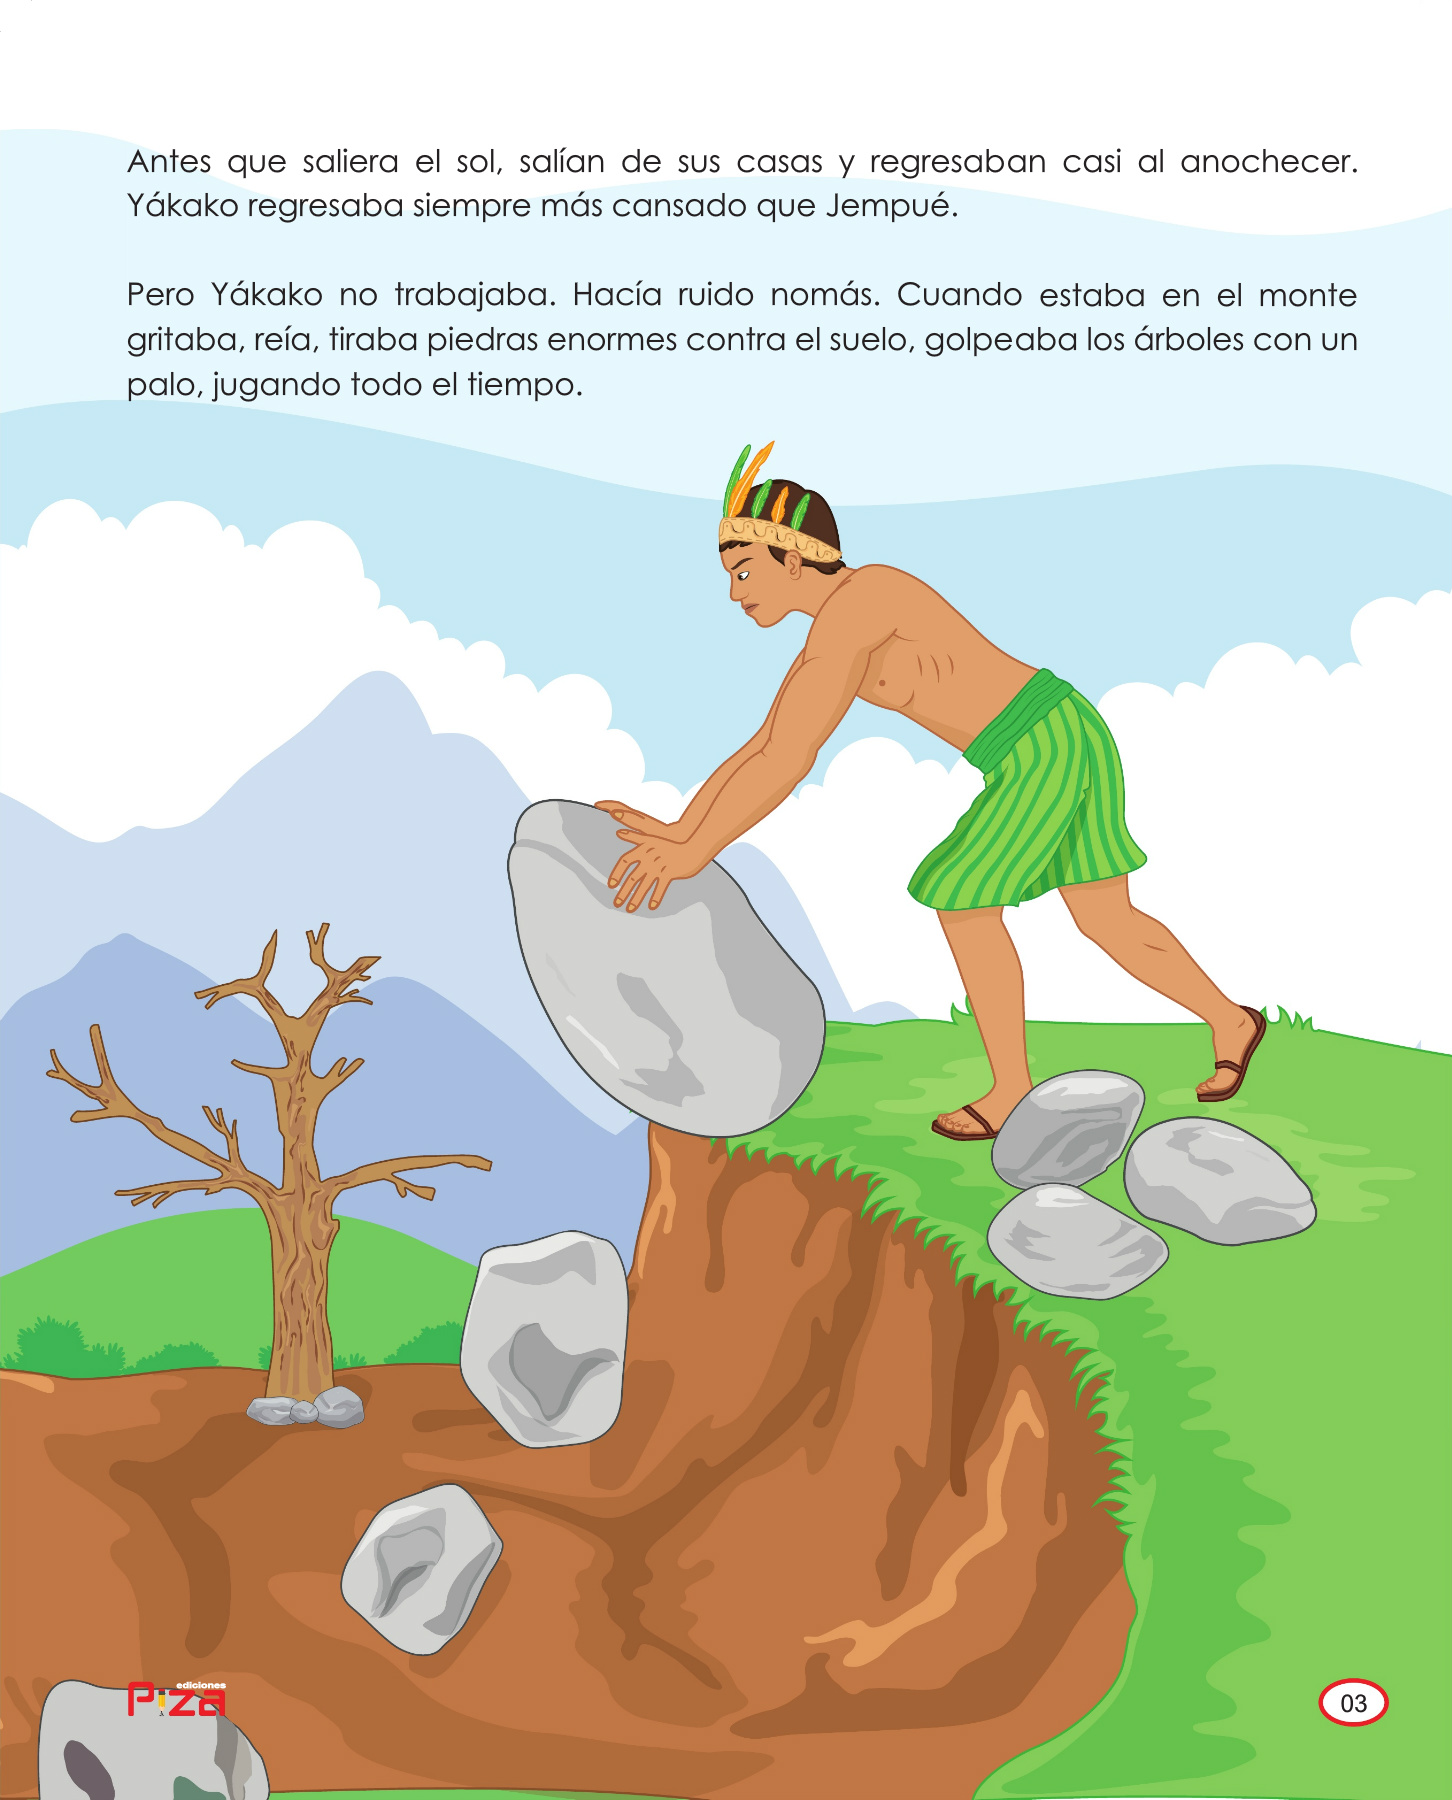 Antes que saliera el sol, salían de sus casas y regresaban casi al anochecer.
Yákako regresaba siempre más cansado que Jempué.
Pero Yákako no trabajaba. Hacía ruido nomás. Cuando estaba en el monte
gritaba, reía, tiraba piedras enormes contra el suelo, golpeaba los árboles con un
palo, jugando todo el tiempo.
ediciones
Piza
03